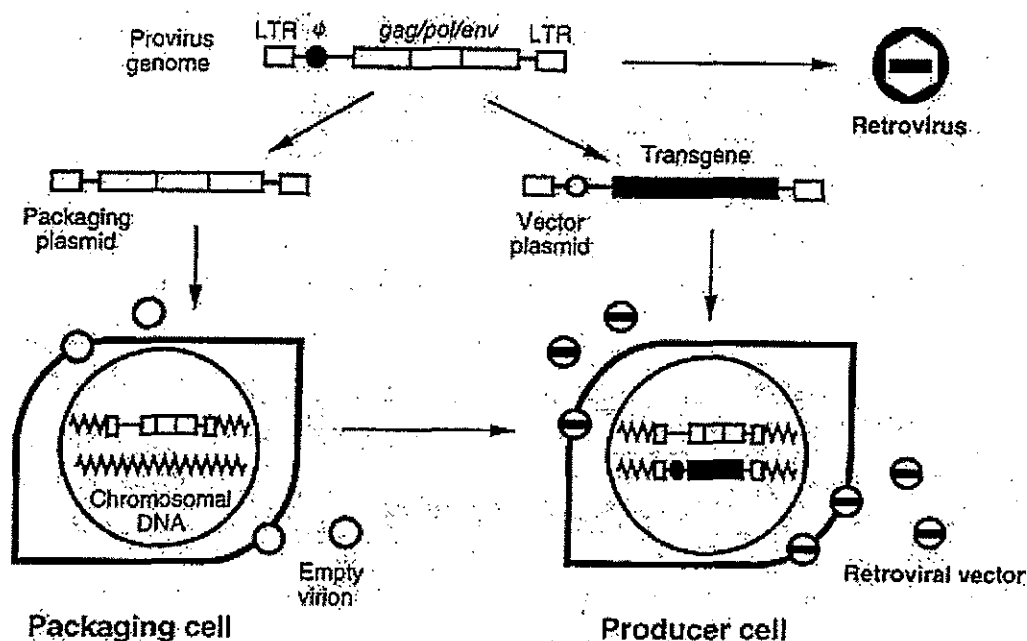 Provirus
genome
LTR φ gag/pol/env LTR
Retrovirus
Packaging
plasmid
Transgene
Vector
plasmid
Chromosomal
DNA
Empty
virion
Packaging cell
Retroviral vector
Producer cell